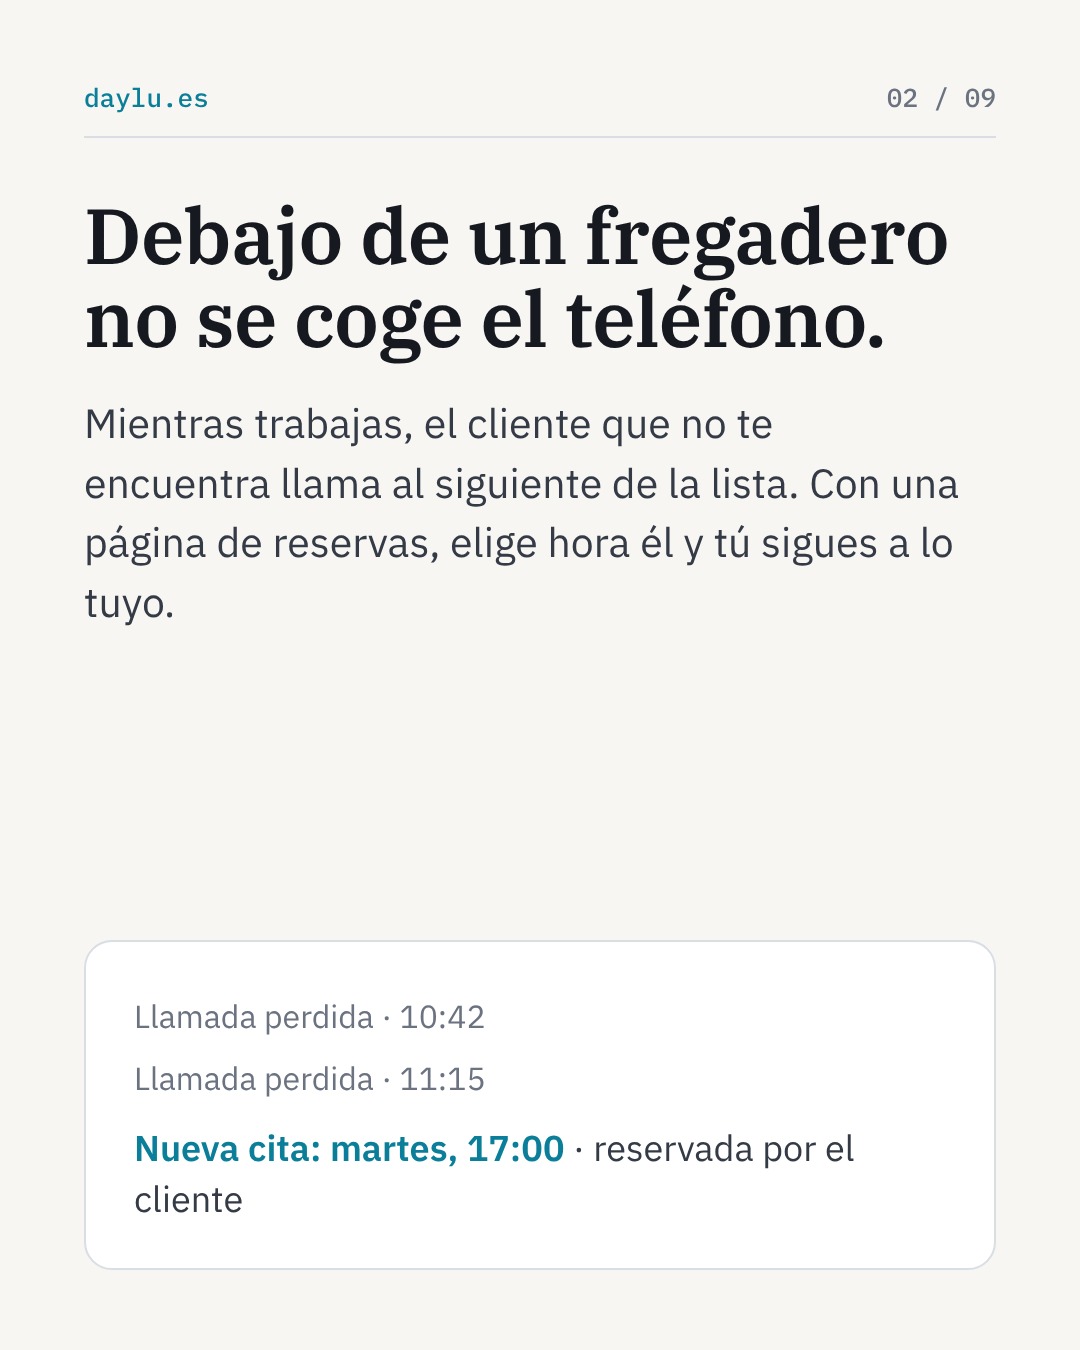 daylu.es
02 / 09
Debajo de un fregadero
no se coge el teléfono.
Mientras trabajas, el cliente que no te
encuentra llama al siguiente de la lista. Con una
página de reservas, elige hora él y tú sigues a lo
tuyo.
Llamada perdida · 10:42
Llamada perdida · 11:15
Nueva cita: martes, 17:00 · reservada por el
cliente